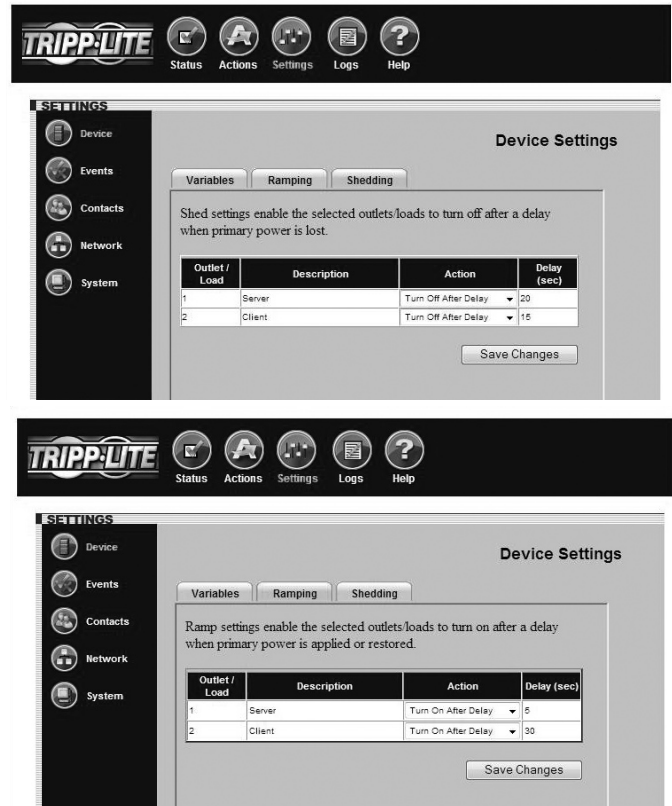 TRIPP·LITE
Status Actions Settings Logs Help
SETTINGS
Device
Events
Contacts
Network
System
Device Settings
Variables Ramping Shedding
Shed settings enable the selected outlets/loads to turn off after a delay
when primary power is lost.
Outlet / Load Description Action Delay (sec)
1 Server Turn Off After Delay 20
2 Client Turn Off After Delay 15
Save Changes
TRIPP·LITE
Status Actions Settings Logs Help
SETTINGS
Device
Events
Contacts
Network
System
Device Settings
Variables Ramping Shedding
Ramp settings enable the selected outlets/loads to turn on after a delay
when primary power is applied or restored.
Outlet / Load Description Action Delay (sec)
1 Server Turn On After Delay 5
2 Client Turn On After Delay 30
Save Changes